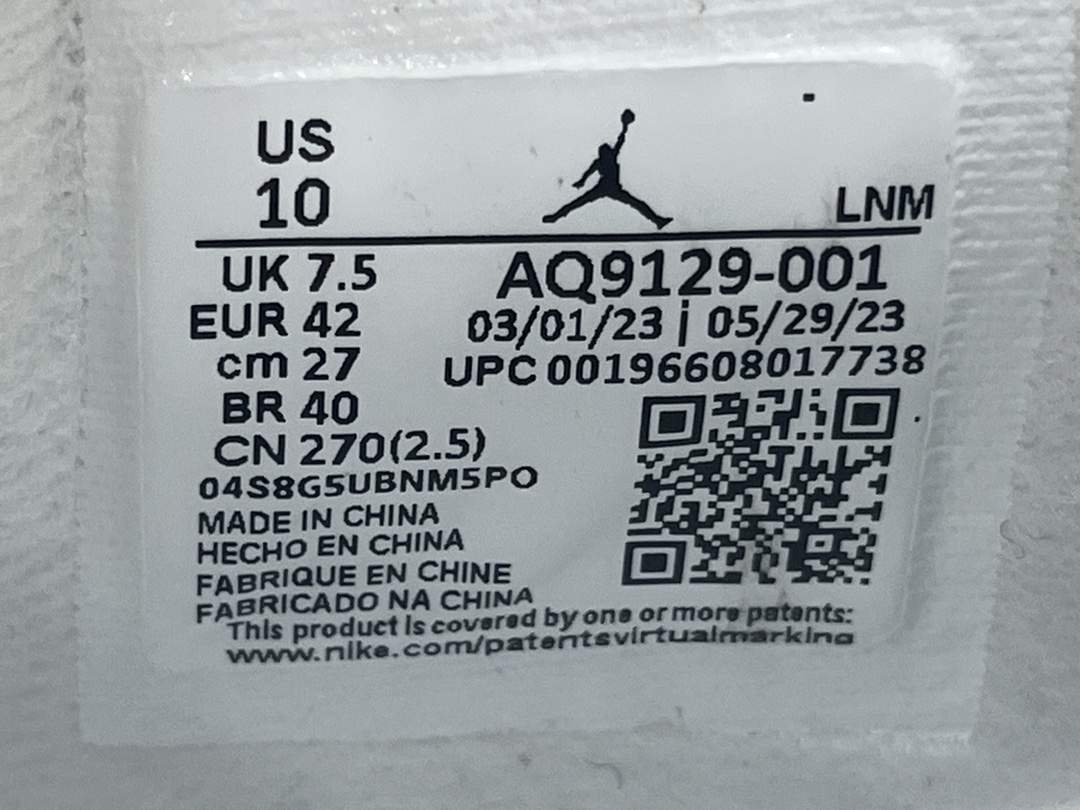 US
10
LNM
UK 7.5
AQ9129-001
EUR 42
03/01/23 | 05/29/23
cm 27
UPC 00196608017738
BR 40
CN 270(2.5)
04S8G5UBNM5PO
MADE IN CHINA
HECHO EN CHINA
FABRIQUE EN CHINE
FABRICADO NA CHINA
This product is covered by one or more patents:
www.nike.com/patentsvirtualmarking